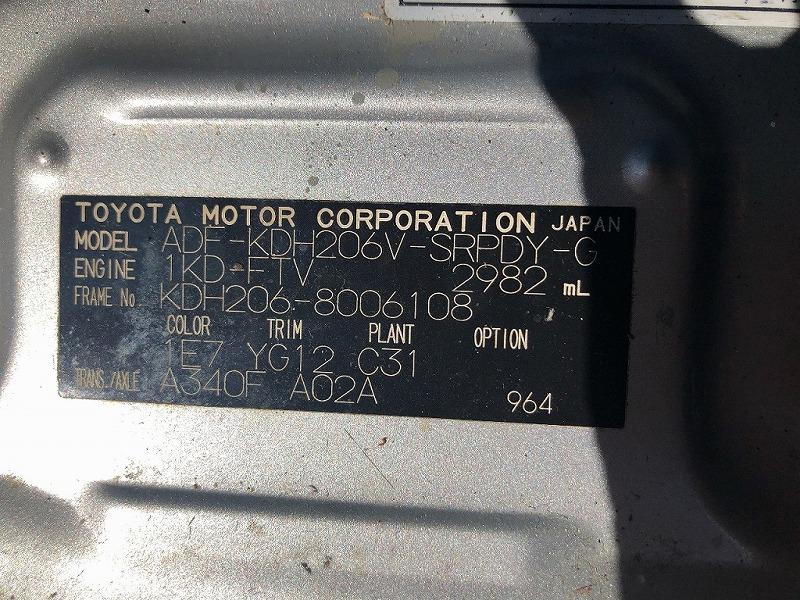 TOYOTA MOTOR CORPORATION JAPAN
MODEL ADF-KDH206V-SRPDY-G
ENGINE 1KD-FTV 2982 mL
FRAME No. KDH206-8006108
COLOR TRIM PLANT OPTION
1E7 YG12 C31
TRANS./AXLE A340F A02A
964